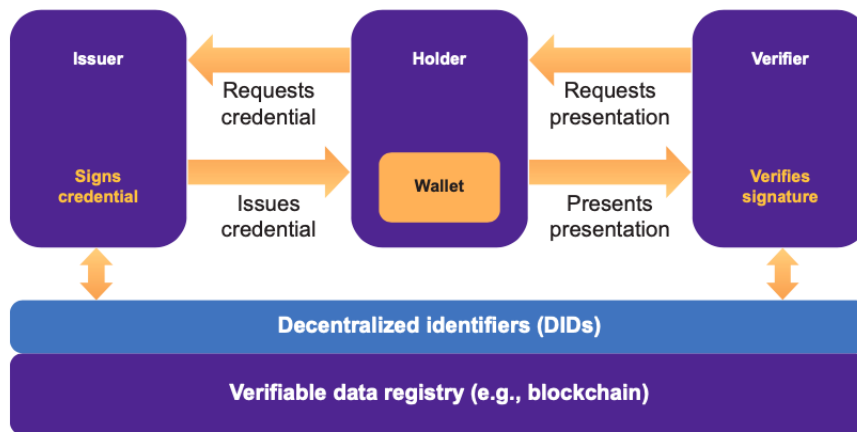 Issuer
Holder
Verifier
Requests
credential
Requests
presentation
Signs
credential
Wallet
Verifies
signature
Issues
credential
Presents
presentation
Decentralized identifiers (DIDs)
Verifiable data registry (e.g., blockchain)